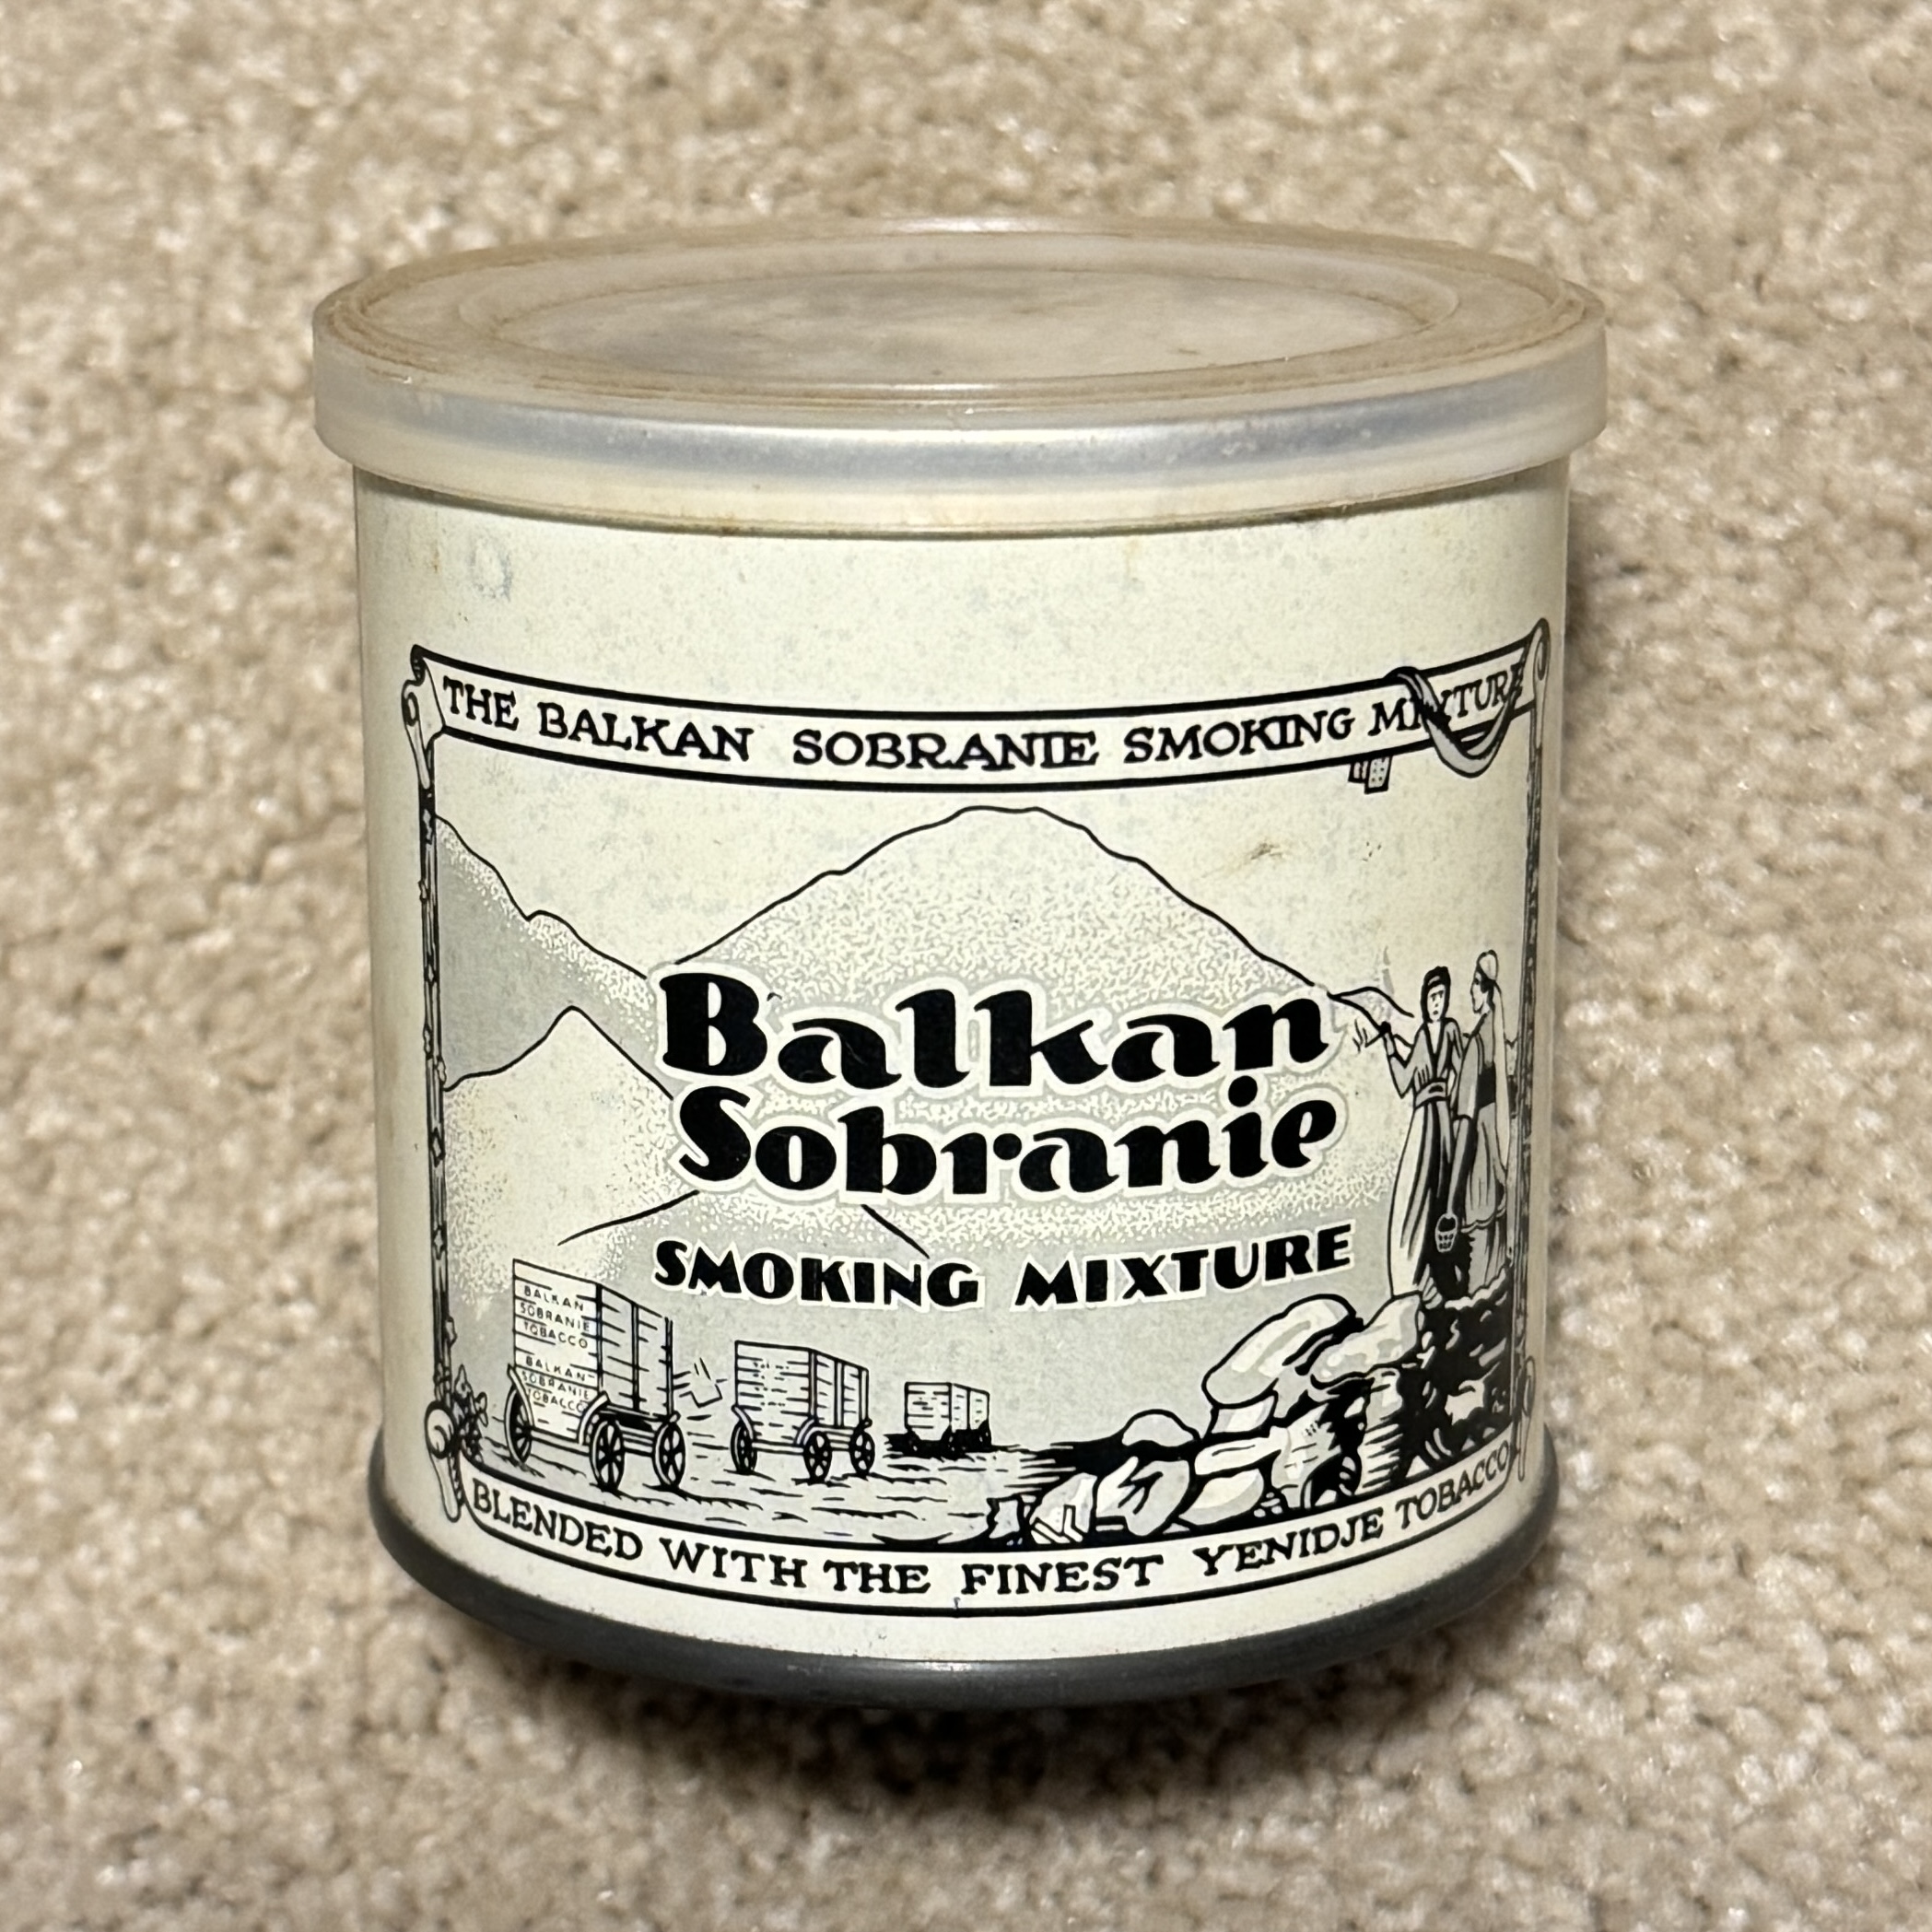 THE BALKAN SOBRANIE SMOKING MIXTURE
Balkan
Sobranie
SMOKING MIXTURE
BALKAN
SOBRANIE
TOBACCO
BALKAN
SOBRANIE
TOBACCO
BLENDED WITH THE FINEST YENIDJE TOBACCO